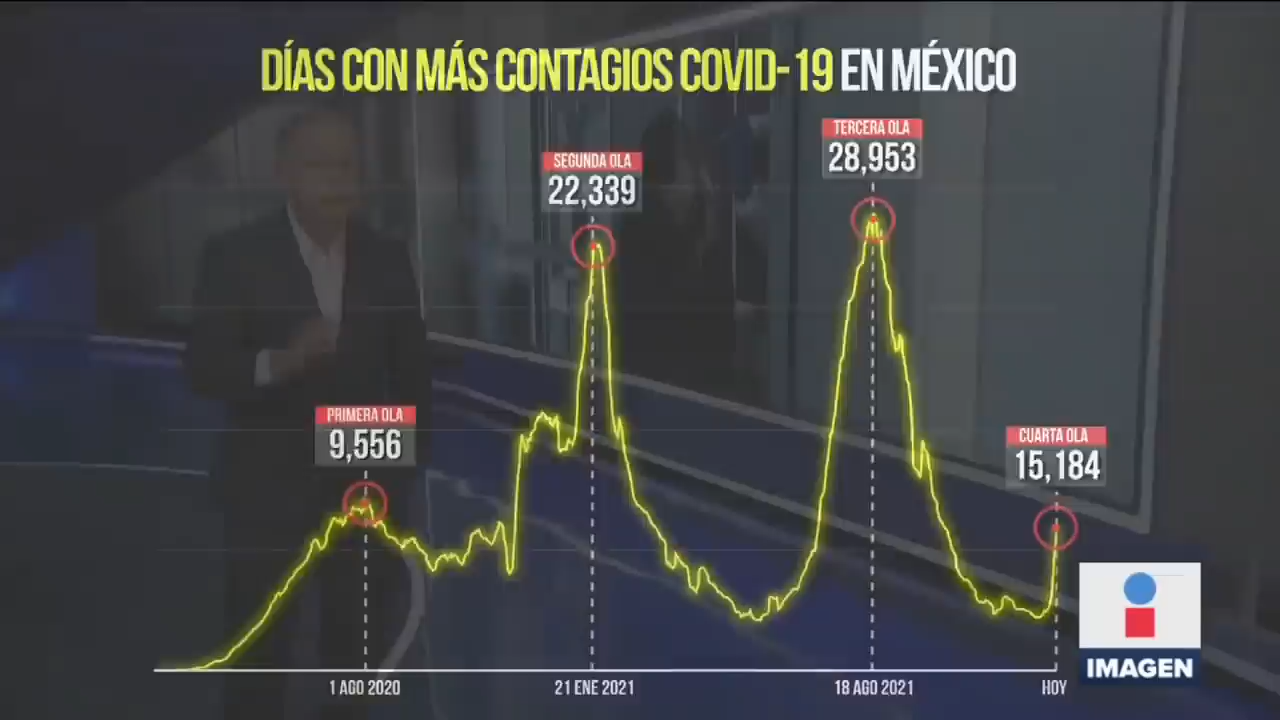 DÍAS CON MÁS CONTAGIOS COVID-19 EN MÉXICO
TERCERA OLA
28,953
SEGUNDA OLA
22,339
PRIMERA OLA
9,556
CUARTA OLA
15,184
1 AGO 2020
21 ENE 2021
18 AGO 2021
HOY
IMAGEN